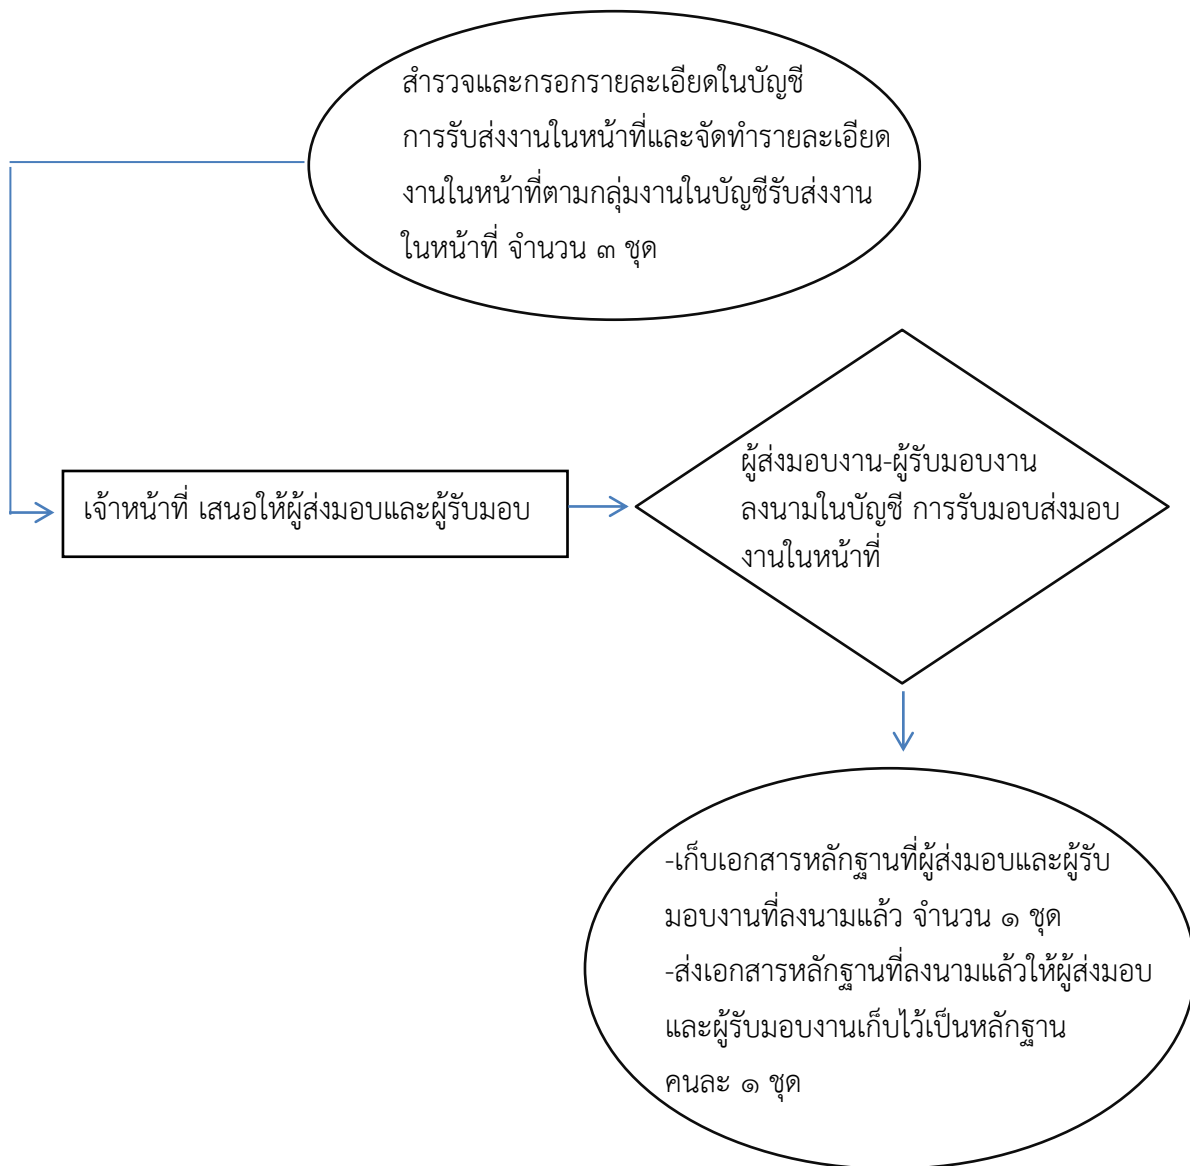 สำรวจและกรอกรายละเอียดในบัญชี
การรับส่งงานในหน้าที่และจัดทำรายละเอียด
งานในหน้าที่ตามกลุ่มงานในบัญชีรับส่งงาน
ในหน้าที่ จำนวน ๓ ชุด
เจ้าหน้าที่ เสนอให้ผู้ส่งมอบและผู้รับมอบ
ผู้ส่งมอบงาน-ผู้รับมอบงาน
ลงนามในบัญชี การรับมอบส่งมอบ
งานในหน้าที่
-เก็บเอกสารหลักฐานที่ผู้ส่งมอบและผู้รับ
มอบงานที่ลงนามแล้ว จำนวน ๑ ชุด
-ส่งเอกสารหลักฐานที่ลงนามแล้วให้ผู้ส่งมอบ
และผู้รับมอบงานเก็บไว้เป็นหลักฐาน
คนละ ๑ ชุด